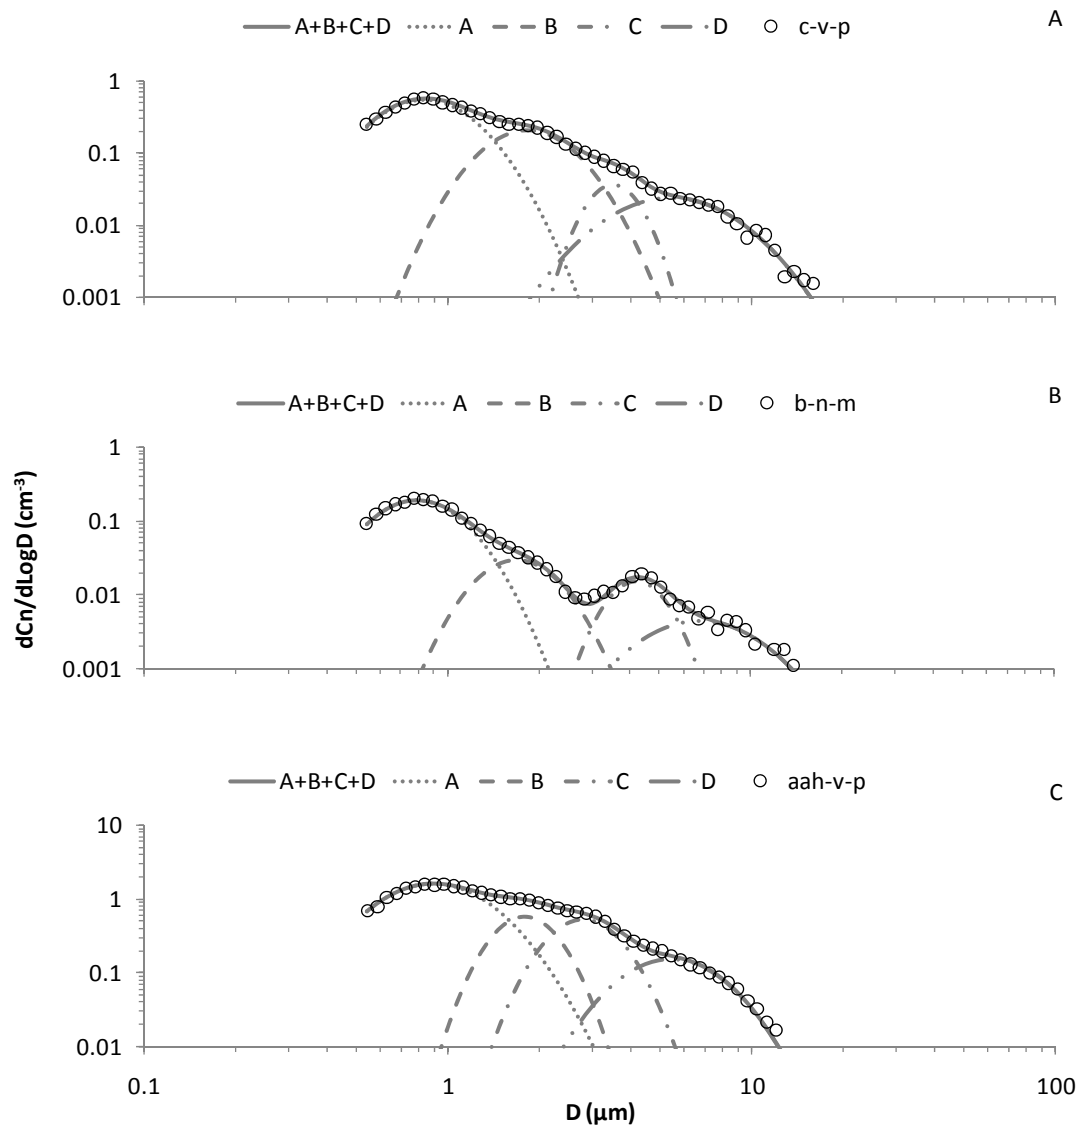 A+B+C+D A B C D c-v-p A
1
0.1
0.01
0.001
A+B+C+D A B C D b-n-m B
1
0.1
0.01
0.001
dCn/dLogD (cm-3)
A+B+C+D A B C D aah-v-p C
10
1
0.1
0.01
0.1 1 10 100
D (µm)